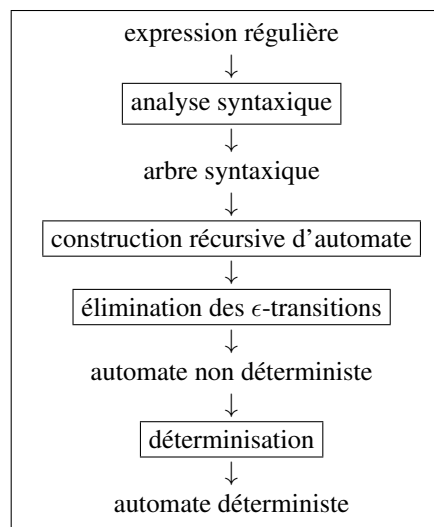 expression régulière
↓
analyse syntaxique
↓
arbre syntaxique
↓
construction récursive d'automate
↓
élimination des ϵ-transitions
↓
automate non déterministe
↓
déterminisation
↓
automate déterministe